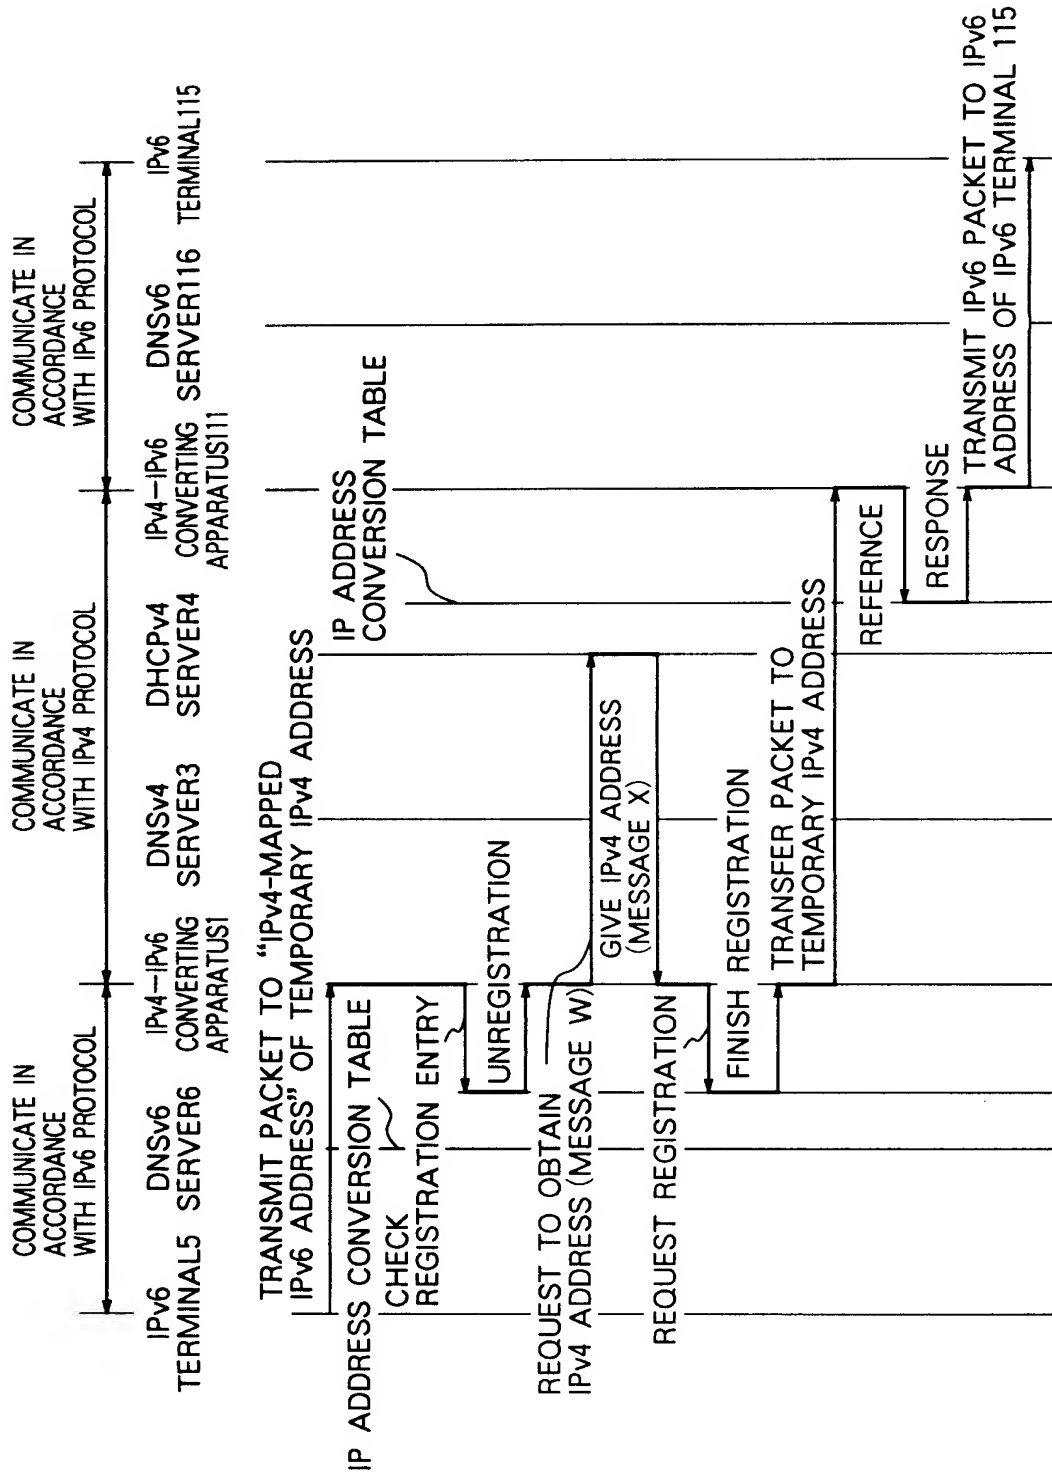 COMMUNICATE IN
ACCORDANCE
WITH IPv6 PROTOCOL
COMMUNICATE IN
ACCORDANCE
WITH IPv4 PROTOCOL
COMMUNICATE IN
ACCORDANCE
WITH IPv6 PROTOCOL
IPv6
TERMINAL5
DNSv6
SERVER6
IPv4-IPv6
CONVERTING
APPARATUS1
DNSv4
SERVER3
DHCPv4
SERVER4
IPv4-IPv6
CONVERTING
APPARATUS111
DNSv6
SERVER116
IPv6
TERMINAL115
TRANSMIT PACKET TO "IPv4-MAPPED
IPv6 ADDRESS" OF TEMPORARY IPv4 ADDRESS
IP ADDRESS CONVERSION TABLE
CHECK
REGISTRATION ENTRY
IP ADDRESS
CONVERSION TABLE
UNREGISTRATION
REQUEST TO OBTAIN
IPv4 ADDRESS (MESSAGE W)
GIVE IPv4 ADDRESS
(MESSAGE X)
REQUEST REGISTRATION
FINISH REGISTRATION
TRANSFER PACKET TO
TEMPORARY IPv4 ADDRESS
REFERNCE
RESPONSE
TRANSMIT IPv6 PACKET TO IPv6
ADDRESS OF IPv6 TERMINAL 115